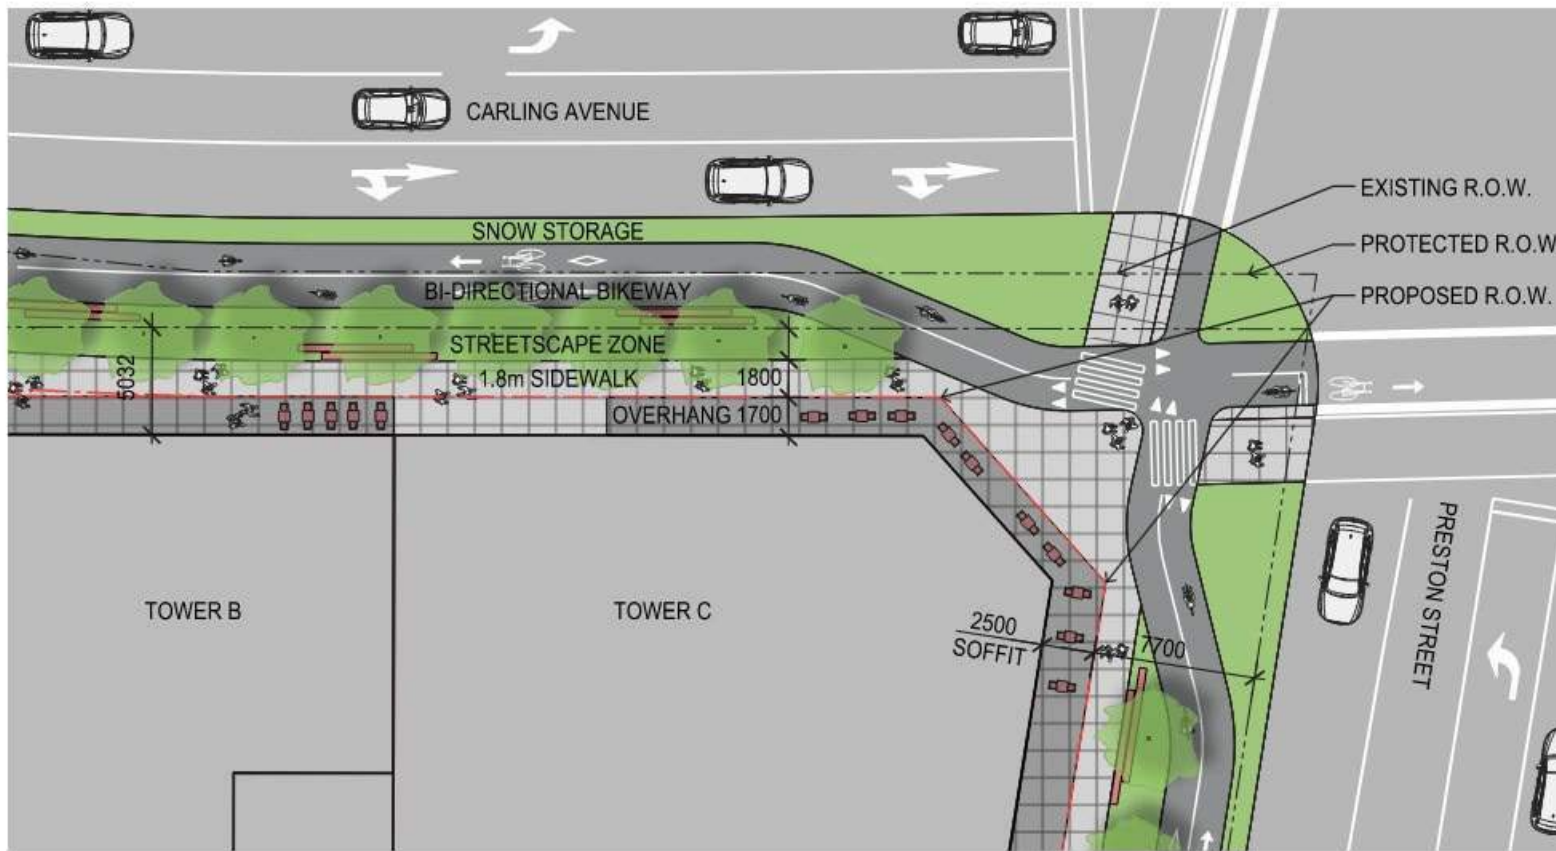 CARLING AVENUE
EXISTING R.O.W.
SNOW STORAGE
PROTECTED R.O.W.
BI-DIRECTIONAL BIKEWAY
PROPOSED R.O.W.
STREETSCAPE ZONE
1.8m SIDEWALK
1800
5032
OVERHANG 1700
TOWER B
TOWER C
2500
SOFFIT
7700
PRESTON STREET